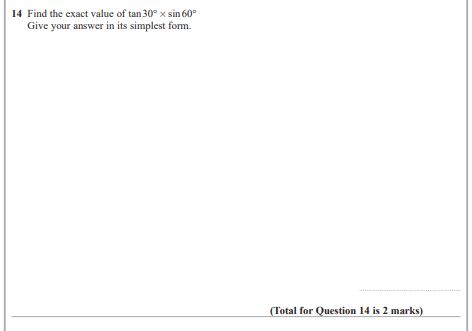 14 Find the exact value of tan 30° × sin 60°
Give your answer in its simplest form.
(Total for Question 14 is 2 marks)